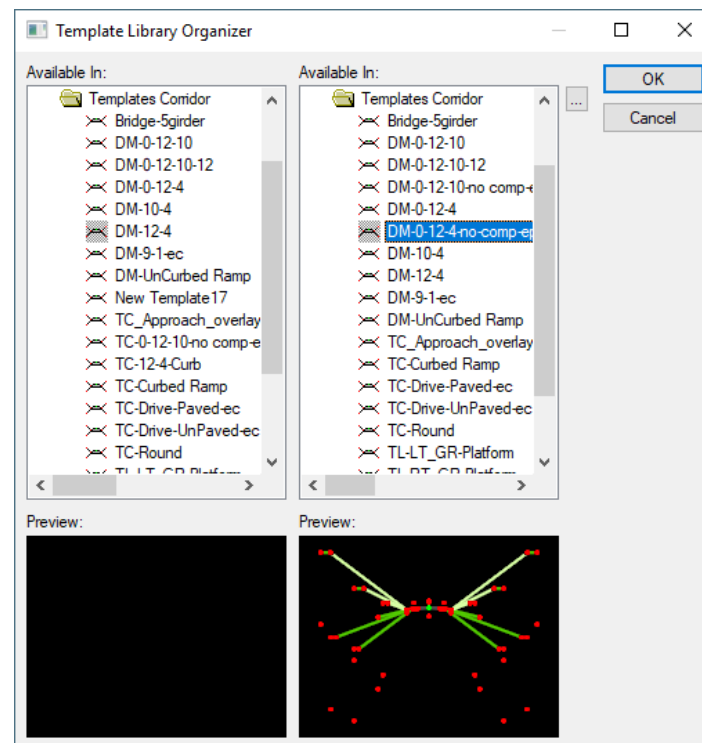 Template Library Organizer
Available In:
Templates Corridor
Bridge-5girder
DM-0-12-10
DM-0-12-10-12
DM-0-12-4
DM-10-4
DM-12-4
DM-9-1-ec
DM-UnCurbed Ramp
New Template17
TC_Approach_overlay
TC-0-12-10-no comp-e
TC-12-4-Curb
TC-Curbed Ramp
TC-Drive-Paved-ec
TC-Drive-UnPaved-ec
TC-Round
TL-LT_GR-Platform
Preview:
Available In:
...
Templates Corridor
Bridge-5girder
DM-0-12-10
DM-0-12-10-12
DM-0-12-10-no comp-e
DM-0-12-4
DM-0-12-4-no-comp-ep
DM-10-4
DM-12-4
DM-9-1-ec
DM-UnCurbed Ramp
TC_Approach_overlay
TC-Curbed Ramp
TC-Drive-Paved-ec
TC-Drive-UnPaved-ec
TC-Round
TL-LT_GR-Platform
TL-RT_GR-Platform
Preview:
OK
Cancel